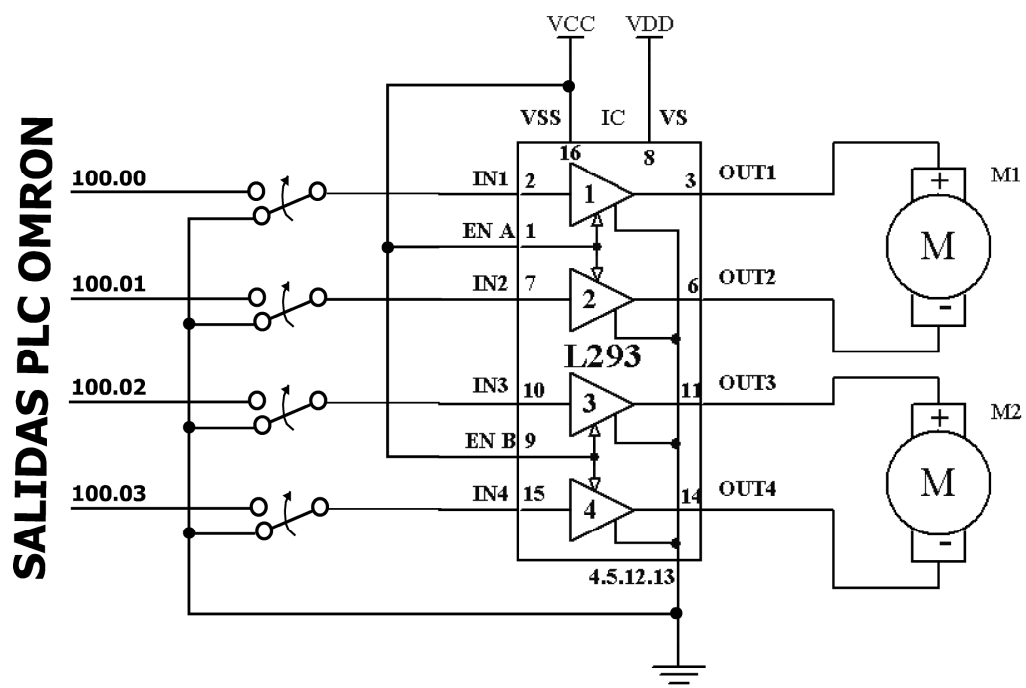 SALIDAS PLC OMRON
VCC VDD
VSS IC VS
16 8
100.00 IN1 2 1 3 OUT1 + M1
EN A 1 M
100.01 IN2 7 2 6 OUT2 -
L293
100.02 IN3 10 3 11 OUT3 + M2
EN B 9 M
100.03 IN4 15 4 14 OUT4 -
4.5.12.13